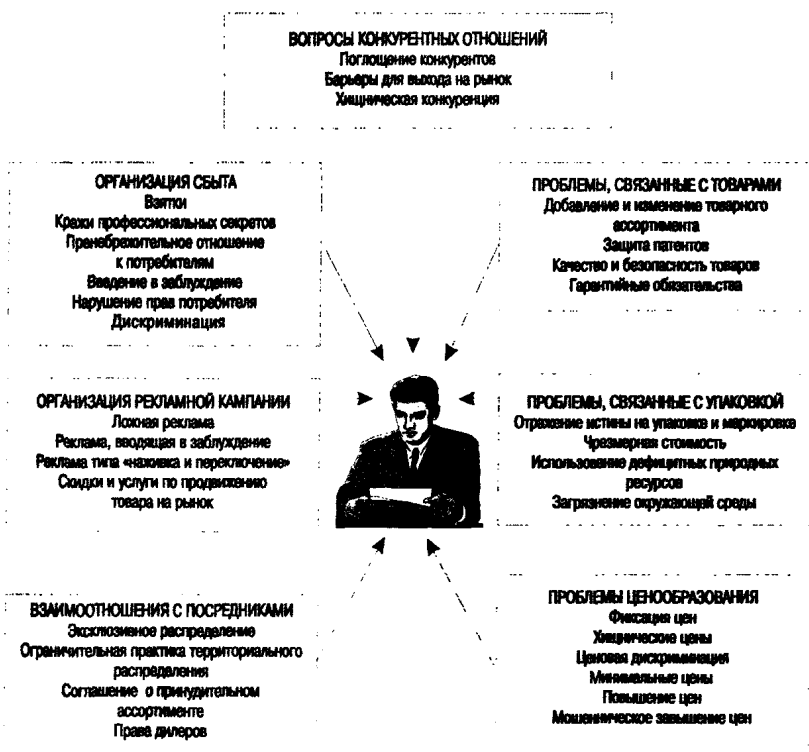 ВОПРОСЫ КОНКУРЕНТНЫХ ОТНОШЕНИЙ
Поглощение конкурентов
Барьеры для выхода на рынок
Хищническая конкуренция
ОРГАНИЗАЦИЯ СБЫТА
Взятки
Кражи профессиональных секретов
Пренебрежительное отношение
к потребителям
Введение в заблуждение
Нарушение прав потребителя
Дискриминация
ПРОБЛЕМЫ, СВЯЗАННЫЕ С ТОВАРАМИ
Добавление и изменение товарного
ассортимента
Защита патентов
Качество и безопасность товаров
Гарантийные обязательства
ОРГАНИЗАЦИЯ РЕКЛАМНОЙ КАМПАНИИ
Ложная реклама
Реклама, вводящая в заблуждение
Реклама типа «наживка и переключение»
Скидки и услуги по продвижению
товара на рынок
ПРОБЛЕМЫ, СВЯЗАННЫЕ С УПАКОВКОЙ
Отражение истины на упаковке и маркировке
Чрезмерная стоимость
Использование дефицитных природных
ресурсов
Загрязнение окружающей среды
ВЗАИМООТНОШЕНИЯ С ПОСРЕДНИКАМИ
Эксклюзивное распределение
Ограничительная практика территориального
распределения
Соглашение о принудительном
ассортименте
Права дилеров
ПРОБЛЕМЫ ЦЕНООБРАЗОВАНИЯ
Фиксация цен
Хищнические цены
Ценовая дискриминация
Минимальные цены
Повышение цен
Мошенническое завышение цен